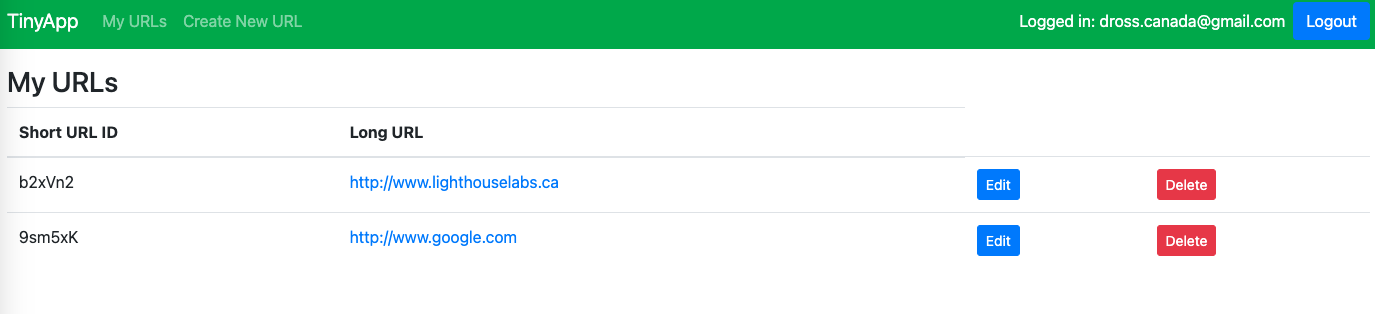 TinyApp My URLs Create New URL Logged in: dross.canada@gmail.com Logout
My URLs
Short URL ID Long URL
b2xVn2 http://www.lighthouselabs.ca Edit Delete
9sm5xK http://www.google.com Edit Delete